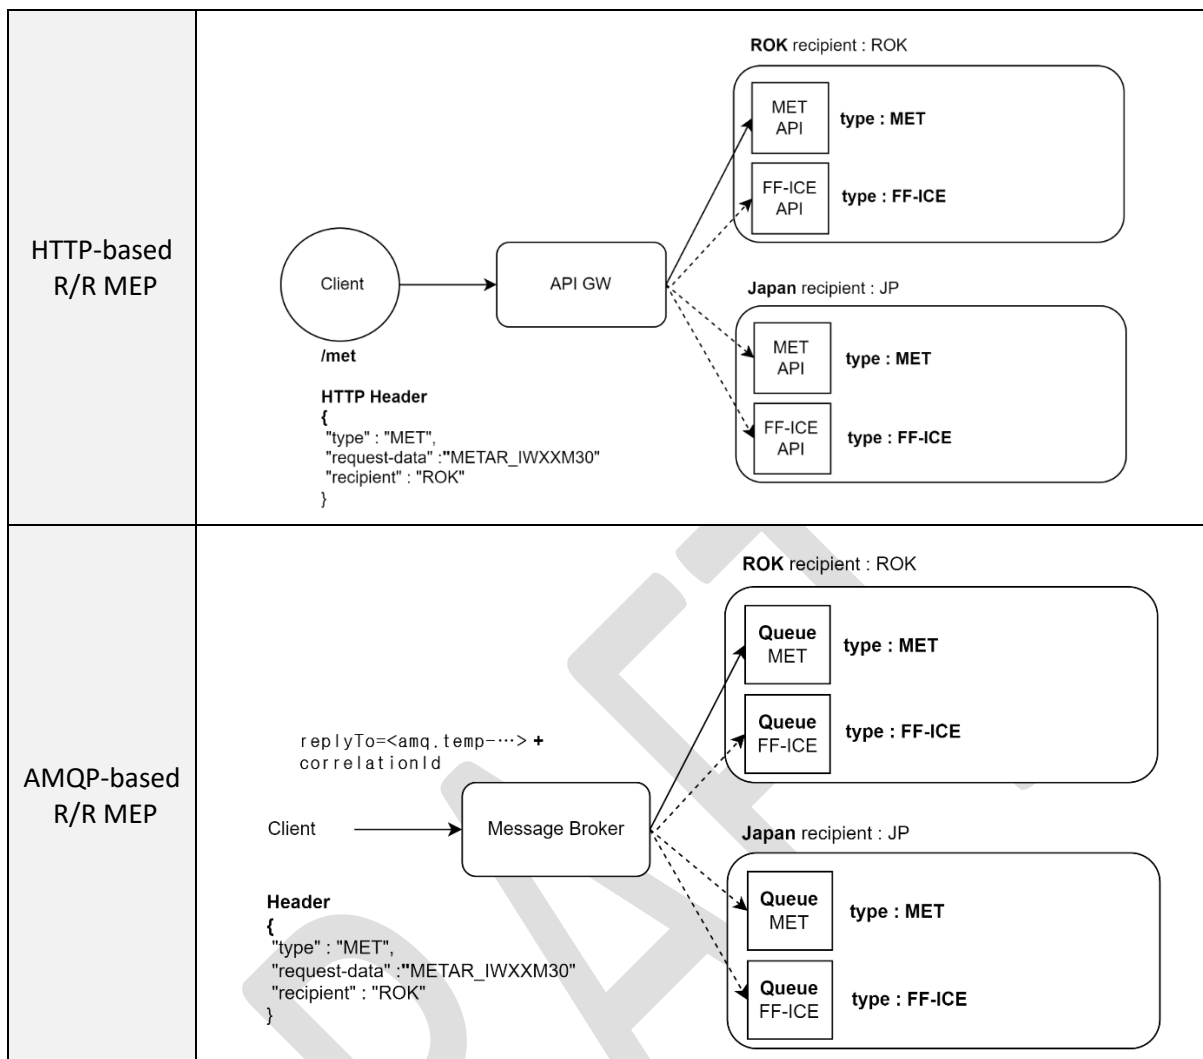 HTTP-based
R/R MEP
ROK recipient : ROK
MET
API
type : MET
FF-ICE
API
type : FF-ICE
Client
API GW
/met
HTTP Header
{
"type" : "MET",
"request-data" :"METAR_IWXXM30"
"recipient" : "ROK"
}
Japan recipient : JP
MET
API
type : MET
FF-ICE
API
type : FF-ICE
AMQP-based
R/R MEP
ROK recipient : ROK
Queue
MET
type : MET
Queue
FF-ICE
type : FF-ICE
replyTo=<amq.temp-…> +
correlationId
Client
Message Broker
Header
{
"type" : "MET",
"request-data" :"METAR_IWXXM30"
"recipient" : "ROK"
}
Japan recipient : JP
Queue
MET
type : MET
Queue
FF-ICE
type : FF-ICE
DRAFT